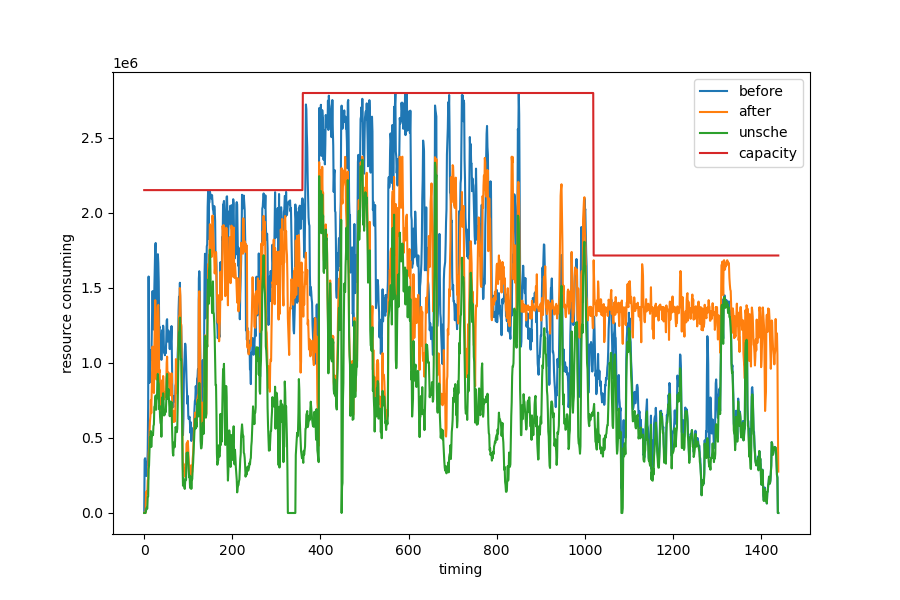 1e6
resource consuming
2.5
2.0
1.5
1.0
0.5
0.0
before
after
unsche
capacity
0 200 400 600 800 1000 1200 1400
timing